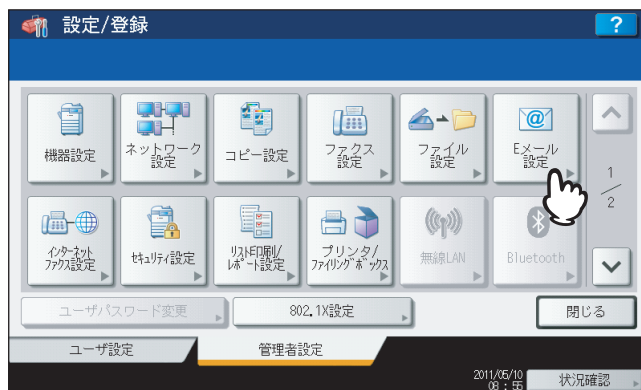 設定/登録
?
機器設定
ネットワーク
設定
コピー設定
ファクス
設定
ファイル
設定
Eメール
設定
1
2
インターネット
ファクス設定
セキュリティ設定
リスト印刷/
レポート設定
プリンタ/
ファイリングボックス
無線LAN
Bluetooth
ユーザパスワード変更
802.1X設定
閉じる
ユーザ設定
管理者設定
2011/05/10
08:55
状況確認